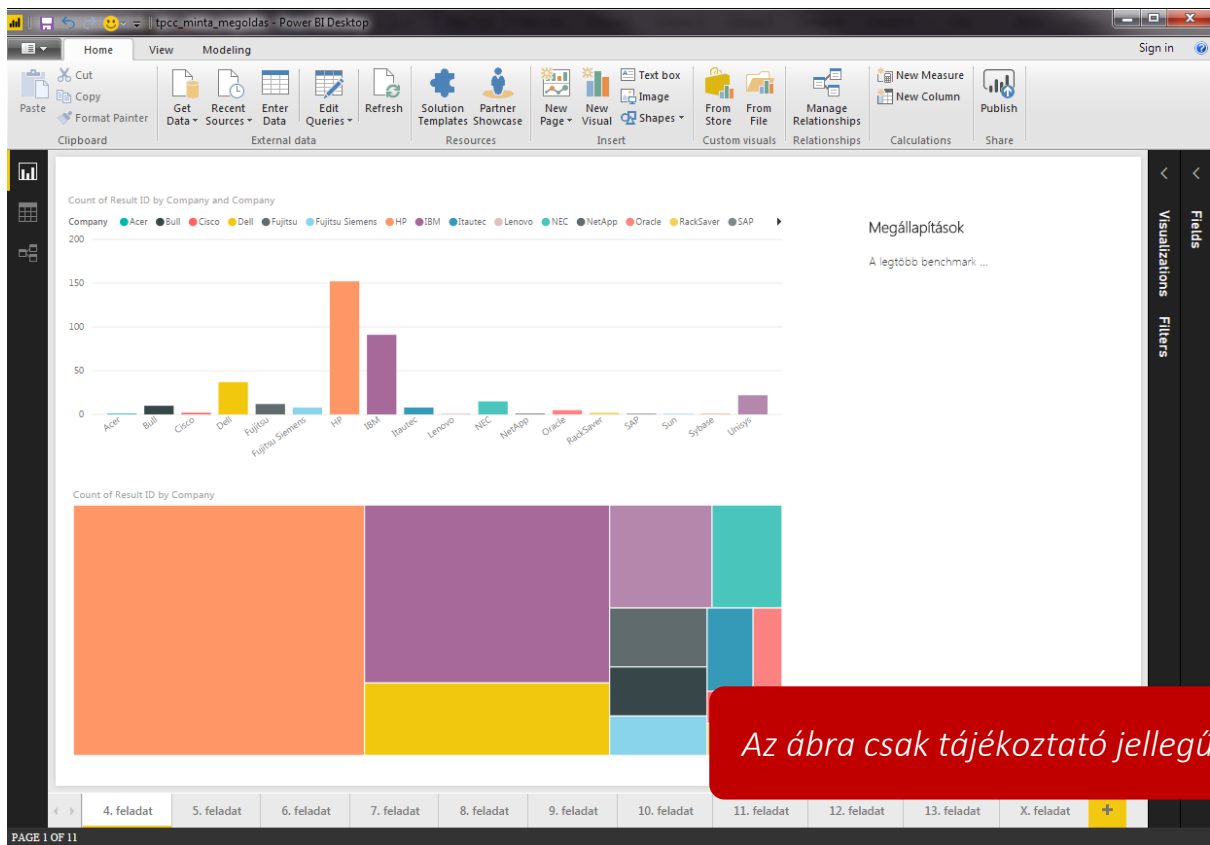 tpcc_minta_megoldas - Power BI Desktop
Home View Modeling Sign in
Paste
Cut
Copy
Format Painter
Clipboard
Get Data
Recent Sources
Enter Data
Edit Queries
External data
Refresh
Solution Templates
Partner Showcase
Resources
New Page
New Visual
Text box
Image
Shapes
Insert
From Store
From File
Custom visuals
Manage Relationships
Relationships
New Measure
New Column
Calculations
Publish
Share
Count of Result ID by Company and Company
Company Acer Bull Cisco Dell Fujitsu Fujitsu Siemens HP IBM Itautec Lenovo NEC NetApp Oracle RackSaver SAP
200
150
100
50
0
Acer Bull Cisco Dell Fujitsu Fujitsu Siemens HP IBM Itautec Lenovo NEC NetApp Oracle RackSaver SAP Sun Sybase Unisys
Megállapítások
A legtöbb benchmark ...
Visualizations
Filters
Fields
Count of Result ID by Company
Az ábra csak tájékoztató jellegű
4. feladat 5. feladat 6. feladat 7. feladat 8. feladat 9. feladat 10. feladat 11. feladat 12. feladat 13. feladat X. feladat +
PAGE 1 OF 11